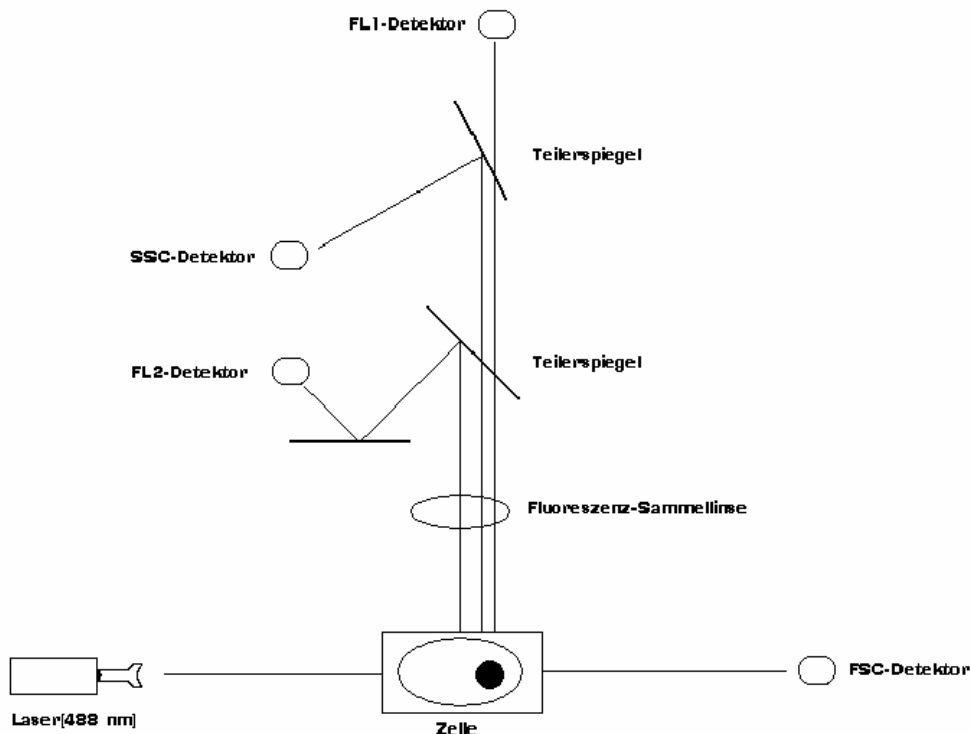 FL1-Detektor
Teilerspiegel
SSC-Detektor
FL2-Detektor
Teilerspiegel
Fluoreszenz-Sammellinse
FSC-Detektor
Laser[488 nm]
Zelle